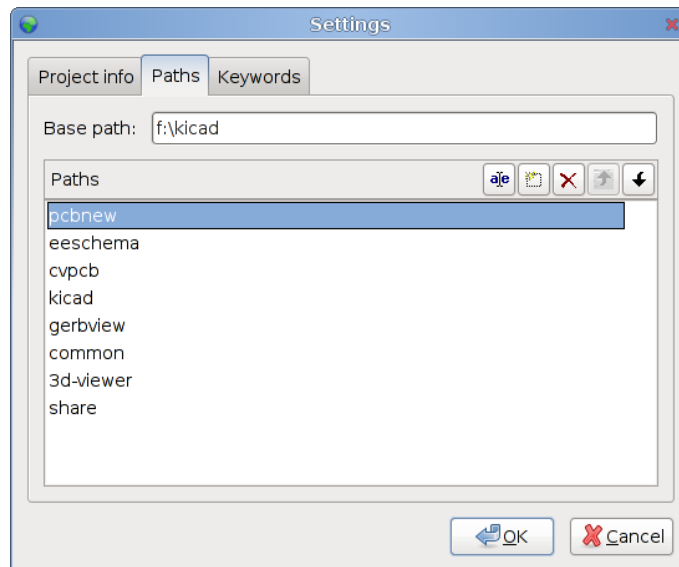 Settings
Project info Paths Keywords
Base path: f:\kicad
Paths aĮe
pcbnew
eeschema
cvpcb
kicad
gerbview
common
3d-viewer
share
OK Cancel